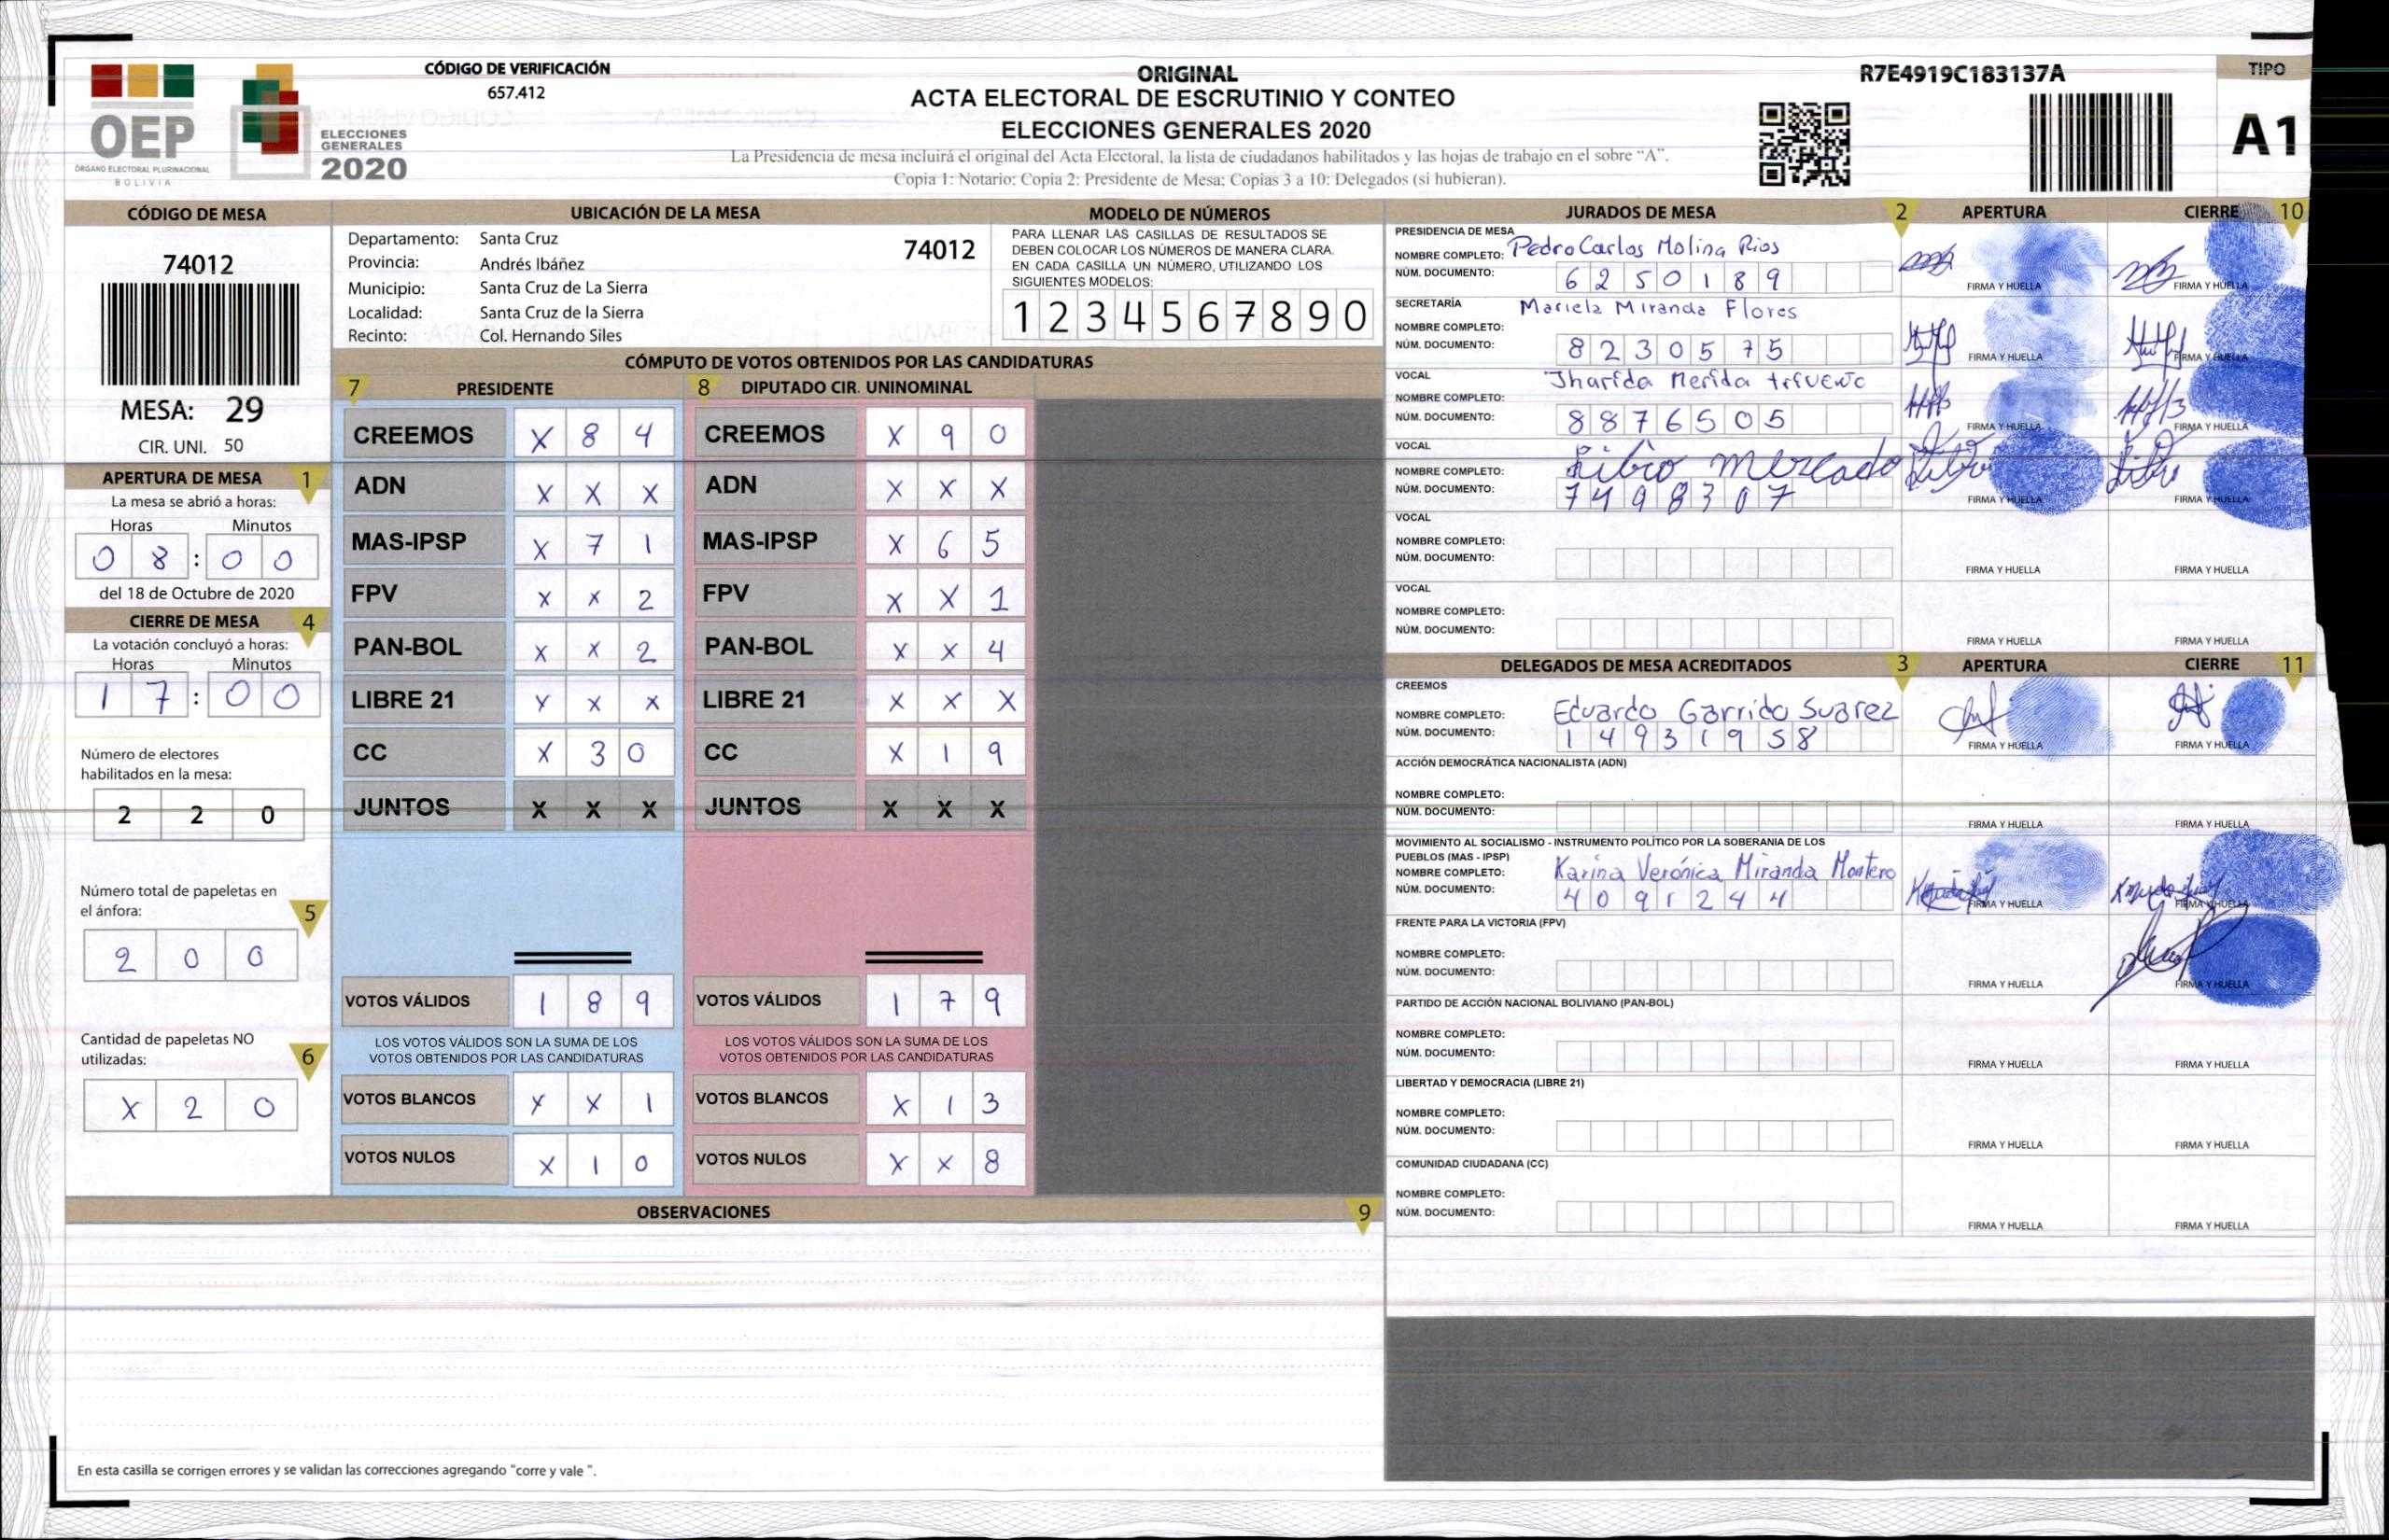 CÓDIGO DE VERIFICACIÓN
657.412
ORIGINAL
ACTA ELECTORAL DE ESCRUTINIO Y CONTEO
ELECCIONES GENERALES 2020
La Presidencia de mesa incluirá el original del Acta Electoral, la lista de ciudadanos habilitados y las hojas de trabajo en el sobre "A".
Copia 1: Notario; Copia 2: Presidente de Mesa; Copias 3 a 10: Delegados (si hubieran).
R7E4919C183137A
TIPO
A1
OEP
ÓRGANO ELECTORAL PLURINACIONAL
BOLIVIA
ELECCIONES
GENERALES
2020
CÓDIGO DE MESA
74012
MESA: 29
CIR. UNI. 50
APERTURA DE MESA 1
La mesa se abrió a horas:
Horas Minutos
0 8 : 0 0
del 18 de Octubre de 2020
CIERRE DE MESA 4
La votación concluyó a horas:
Horas Minutos
1 7 : 0 0
Número de electores
habilitados en la mesa:
2 2 0
Número total de papeletas en
el ánfora: 5
2 0 0
Cantidad de papeletas NO
utilizadas: 6
X 2 0
UBICACIÓN DE LA MESA
Departamento: Santa Cruz 74012
Provincia: Andrés Ibáñez
Municipio: Santa Cruz de La Sierra
Localidad: Santa Cruz de la Sierra
Recinto: Col. Hernando Siles
MODELO DE NÚMEROS
PARA LLENAR LAS CASILLAS DE RESULTADOS SE
DEBEN COLOCAR LOS NÚMEROS DE MANERA CLARA.
EN CADA CASILLA UN NÚMERO, UTILIZANDO LOS
SIGUIENTES MODELOS:
1 2 3 4 5 6 7 8 9 0
CÓMPUTO DE VOTOS OBTENIDOS POR LAS CANDIDATURAS
7 PRESIDENTE 8 DIPUTADO CIR. UNINOMINAL
CREEMOS X 8 4 CREEMOS X 9 0
ADN X X X ADN X X X
MAS-IPSP X 7 1 MAS-IPSP X 6 5
FPV X X 2 FPV X X 1
PAN-BOL X X 2 PAN-BOL X X 4
LIBRE 21 X X X LIBRE 21 X X X
CC X 3 0 CC X 1 9
JUNTOS X X X JUNTOS X X X
VOTOS VÁLIDOS 1 8 9 VOTOS VÁLIDOS 1 7 9
LOS VOTOS VÁLIDOS SON LA SUMA DE LOS LOS VOTOS VÁLIDOS SON LA SUMA DE LOS
VOTOS OBTENIDOS POR LAS CANDIDATURAS VOTOS OBTENIDOS POR LAS CANDIDATURAS
VOTOS BLANCOS X X 1 VOTOS BLANCOS X 1 3
VOTOS NULOS X 1 0 VOTOS NULOS X X 8
OBSERVACIONES 9
En esta casilla se corrigen errores y se validan las correcciones agregando "corre y vale ".
JURADOS DE MESA 2 APERTURA CIERRE 10
PRESIDENCIA DE MESA
NOMBRE COMPLETO: Pedro Carlos Molina Rios
NÚM. DOCUMENTO: 6 2 5 0 1 8 9 FIRMA Y HUELLA FIRMA Y HUELLA
SECRETARÍA
NOMBRE COMPLETO: Mariela Miranda Flores
NÚM. DOCUMENTO: 8 2 3 0 5 7 5 FIRMA Y HUELLA FIRMA Y HUELLA
VOCAL
NOMBRE COMPLETO: Jharida Merida
NÚM. DOCUMENTO: 8 8 7 6 5 0 5 FIRMA Y HUELLA FIRMA Y HUELLA
VOCAL
NOMBRE COMPLETO: mercado
NÚM. DOCUMENTO: 7 4 9 8 3 0 7 FIRMA Y HUELLA FIRMA Y HUELLA
VOCAL
NOMBRE COMPLETO:
NÚM. DOCUMENTO: FIRMA Y HUELLA FIRMA Y HUELLA
VOCAL
NOMBRE COMPLETO:
NÚM. DOCUMENTO: FIRMA Y HUELLA FIRMA Y HUELLA
DELEGADOS DE MESA ACREDITADOS 3 APERTURA CIERRE 11
CREEMOS
NOMBRE COMPLETO: Eduardo Garrido Suarez
NÚM. DOCUMENTO: 1 4 9 3 1 9 5 8 FIRMA Y HUELLA FIRMA Y HUELLA
ACCIÓN DEMOCRÁTICA NACIONALISTA (ADN)
NOMBRE COMPLETO:
NÚM. DOCUMENTO: FIRMA Y HUELLA FIRMA Y HUELLA
MOVIMIENTO AL SOCIALISMO - INSTRUMENTO POLÍTICO POR LA SOBERANIA DE LOS
PUEBLOS (MAS - IPSP)
NOMBRE COMPLETO: Karina Verónica Miranda Montero
NÚM. DOCUMENTO: 4 0 9 1 2 4 4 FIRMA Y HUELLA FIRMA Y HUELLA
FRENTE PARA LA VICTORIA (FPV)
NOMBRE COMPLETO:
NÚM. DOCUMENTO: FIRMA Y HUELLA FIRMA Y HUELLA
PARTIDO DE ACCIÓN NACIONAL BOLIVIANO (PAN-BOL)
NOMBRE COMPLETO:
NÚM. DOCUMENTO: FIRMA Y HUELLA FIRMA Y HUELLA
LIBERTAD Y DEMOCRACIA (LIBRE 21)
NOMBRE COMPLETO:
NÚM. DOCUMENTO: FIRMA Y HUELLA FIRMA Y HUELLA
COMUNIDAD CIUDADANA (CC)
NOMBRE COMPLETO:
NÚM. DOCUMENTO: FIRMA Y HUELLA FIRMA Y HUELLA